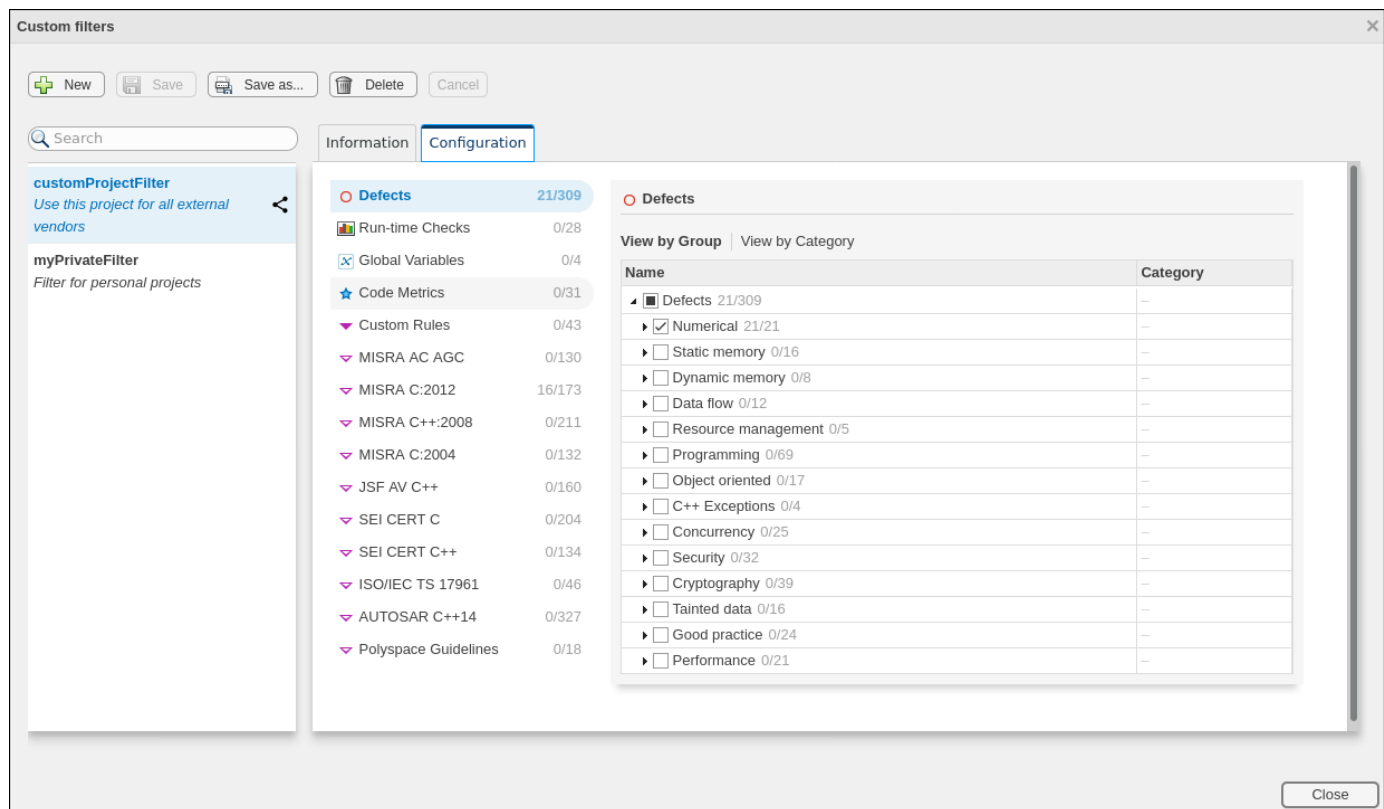 Custom filters
New Save Save as... Delete Cancel
Search
Information Configuration
customProjectFilter
Use this project for all external
vendors
myPrivateFilter
Filter for personal projects
Defects 21/309
Run-time Checks 0/28
Global Variables 0/4
Code Metrics 0/31
Custom Rules 0/43
MISRA AC AGC 0/130
MISRA C:2012 16/173
MISRA C++:2008 0/211
MISRA C:2004 0/132
JSF AV C++ 0/160
SEI CERT C 0/204
SEI CERT C++ 0/134
ISO/IEC TS 17961 0/46
AUTOSAR C++14 0/327
Polyspace Guidelines 0/18
Defects
View by Group View by Category
Name Category
Defects 21/309 –
Numerical 21/21 –
Static memory 0/16 –
Dynamic memory 0/8 –
Data flow 0/12 –
Resource management 0/5 –
Programming 0/69 –
Object oriented 0/17 –
C++ Exceptions 0/4 –
Concurrency 0/25 –
Security 0/32 –
Cryptography 0/39 –
Tainted data 0/16 –
Good practice 0/24 –
Performance 0/21 –
Close